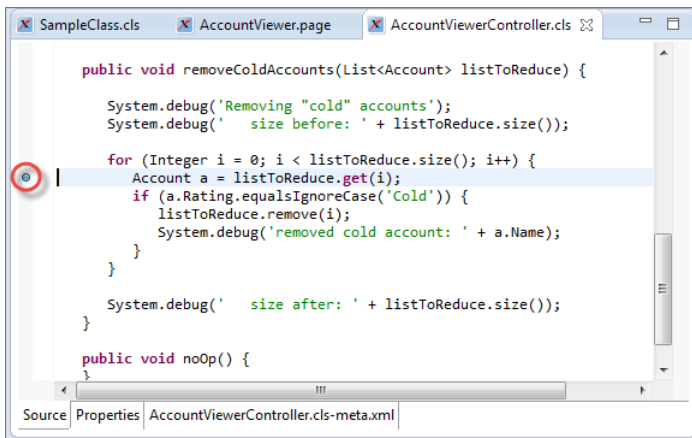 SampleClass.cls AccountViewer.page AccountViewerController.cls
public void removeColdAccounts(List<Account> listToReduce) {
System.debug('Removing "cold" accounts');
System.debug('   size before: ' + listToReduce.size());
for (Integer i = 0; i < listToReduce.size(); i++) {
Account a = listToReduce.get(i);
if (a.Rating.equalsIgnoreCase('Cold')) {
listToReduce.remove(i);
System.debug('removed cold account: ' + a.Name);
}
}
System.debug('   size after: ' + listToReduce.size());
}
public void noOp() {
}
Source Properties AccountViewerController.cls-meta.xml